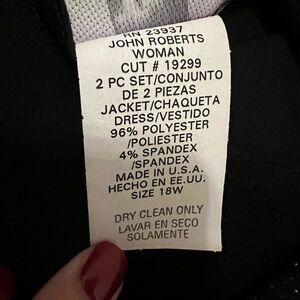 RN 23937
JOHN ROBERTS
WOMAN
CUT # 19299
2 PC SET/CONJUNTO
DE 2 PIEZAS
JACKET/CHAQUETA
DRESS/VESTIDO
96% POLYESTER
/POLIESTER
4% SPANDEX
/SPANDEX
MADE IN U.S.A.
HECHO EN EE.UU.
SIZE 18W
DRY CLEAN ONLY
LAVAR EN SECO
SOLAMENTE